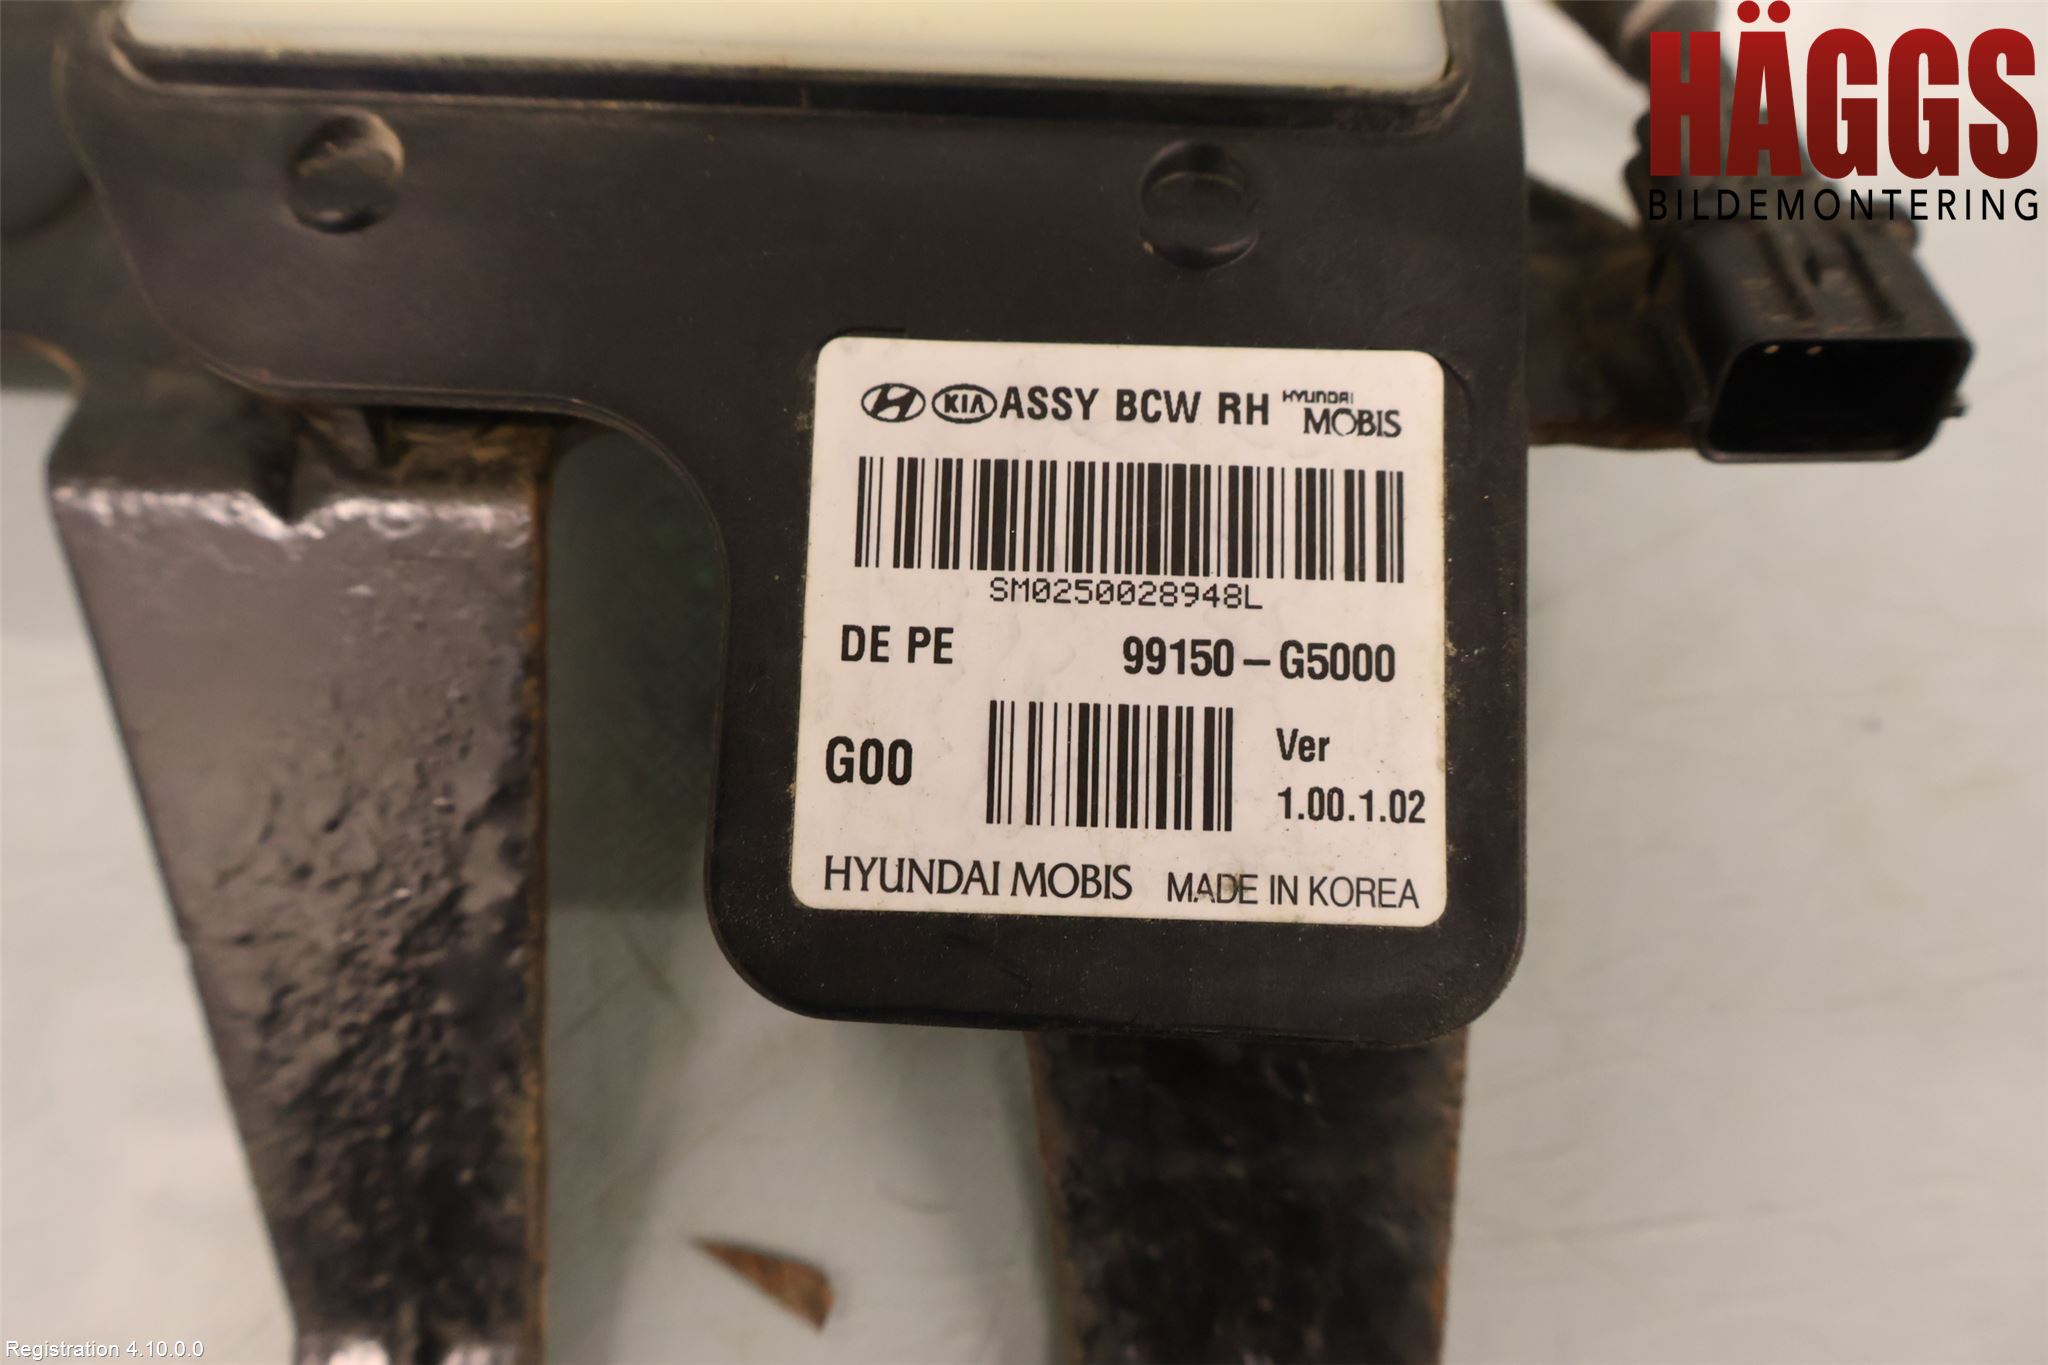 HÄGGS
BILDEMONTERING
KIA ASSY BCW RH HYUNDAI MOBIS
SM0250028948L
DE PE 99150-G5000
G00 Ver
1.00.1.02
HYUNDAI MOBIS MADE IN KOREA
Registration 4.10.0.0